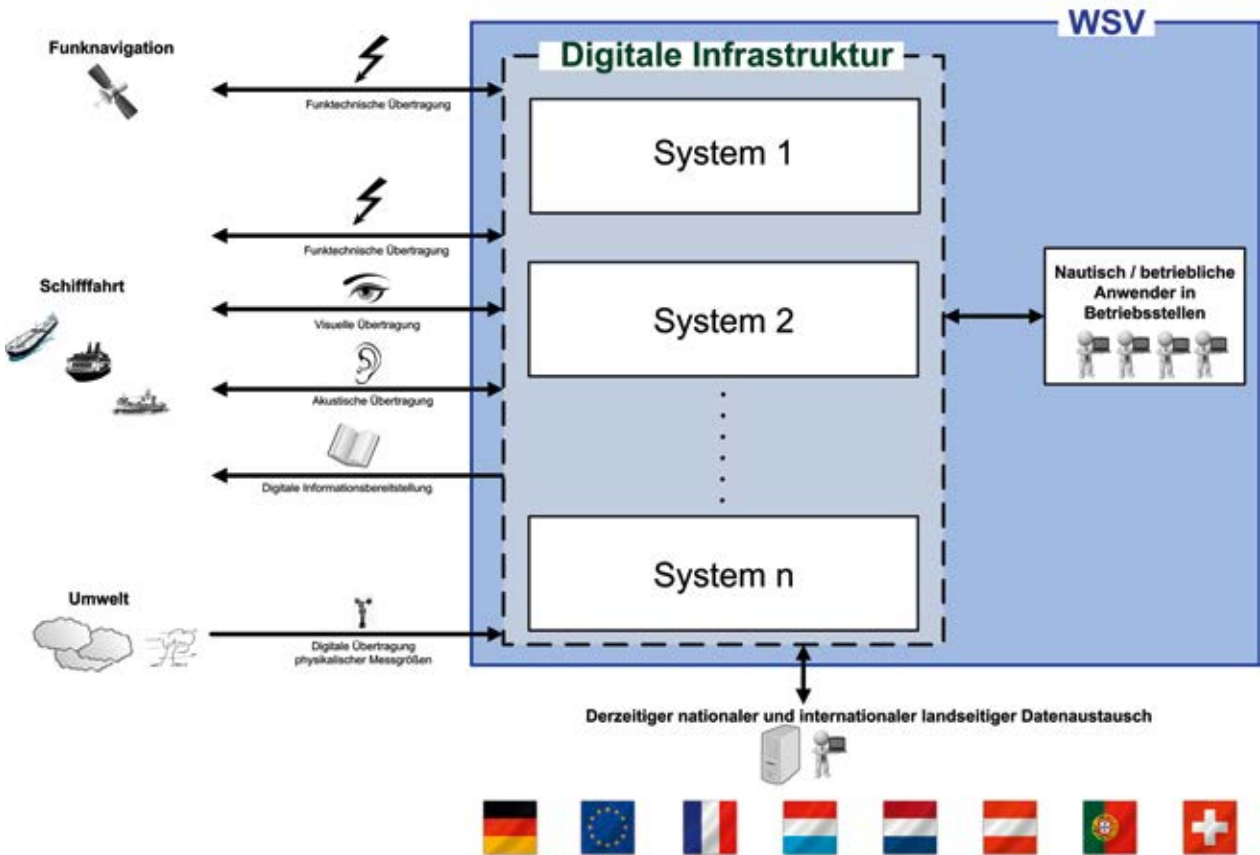 WSV
Digitale Infrastruktur
Funknavigation
Funktechnische Übertragung
System 1
Funktechnische Übertragung
Schifffahrt
Visuelle Übertragung
System 2
Nautisch / betriebliche
Anwender in
Betriebsstellen
Akustische Übertragung
Digitale Informationsbereitstellung
System n
Umwelt
Digitale Übertragung
physikalischer Messgrößen
Derzeitiger nationaler und internationaler landseitiger Datenaustausch